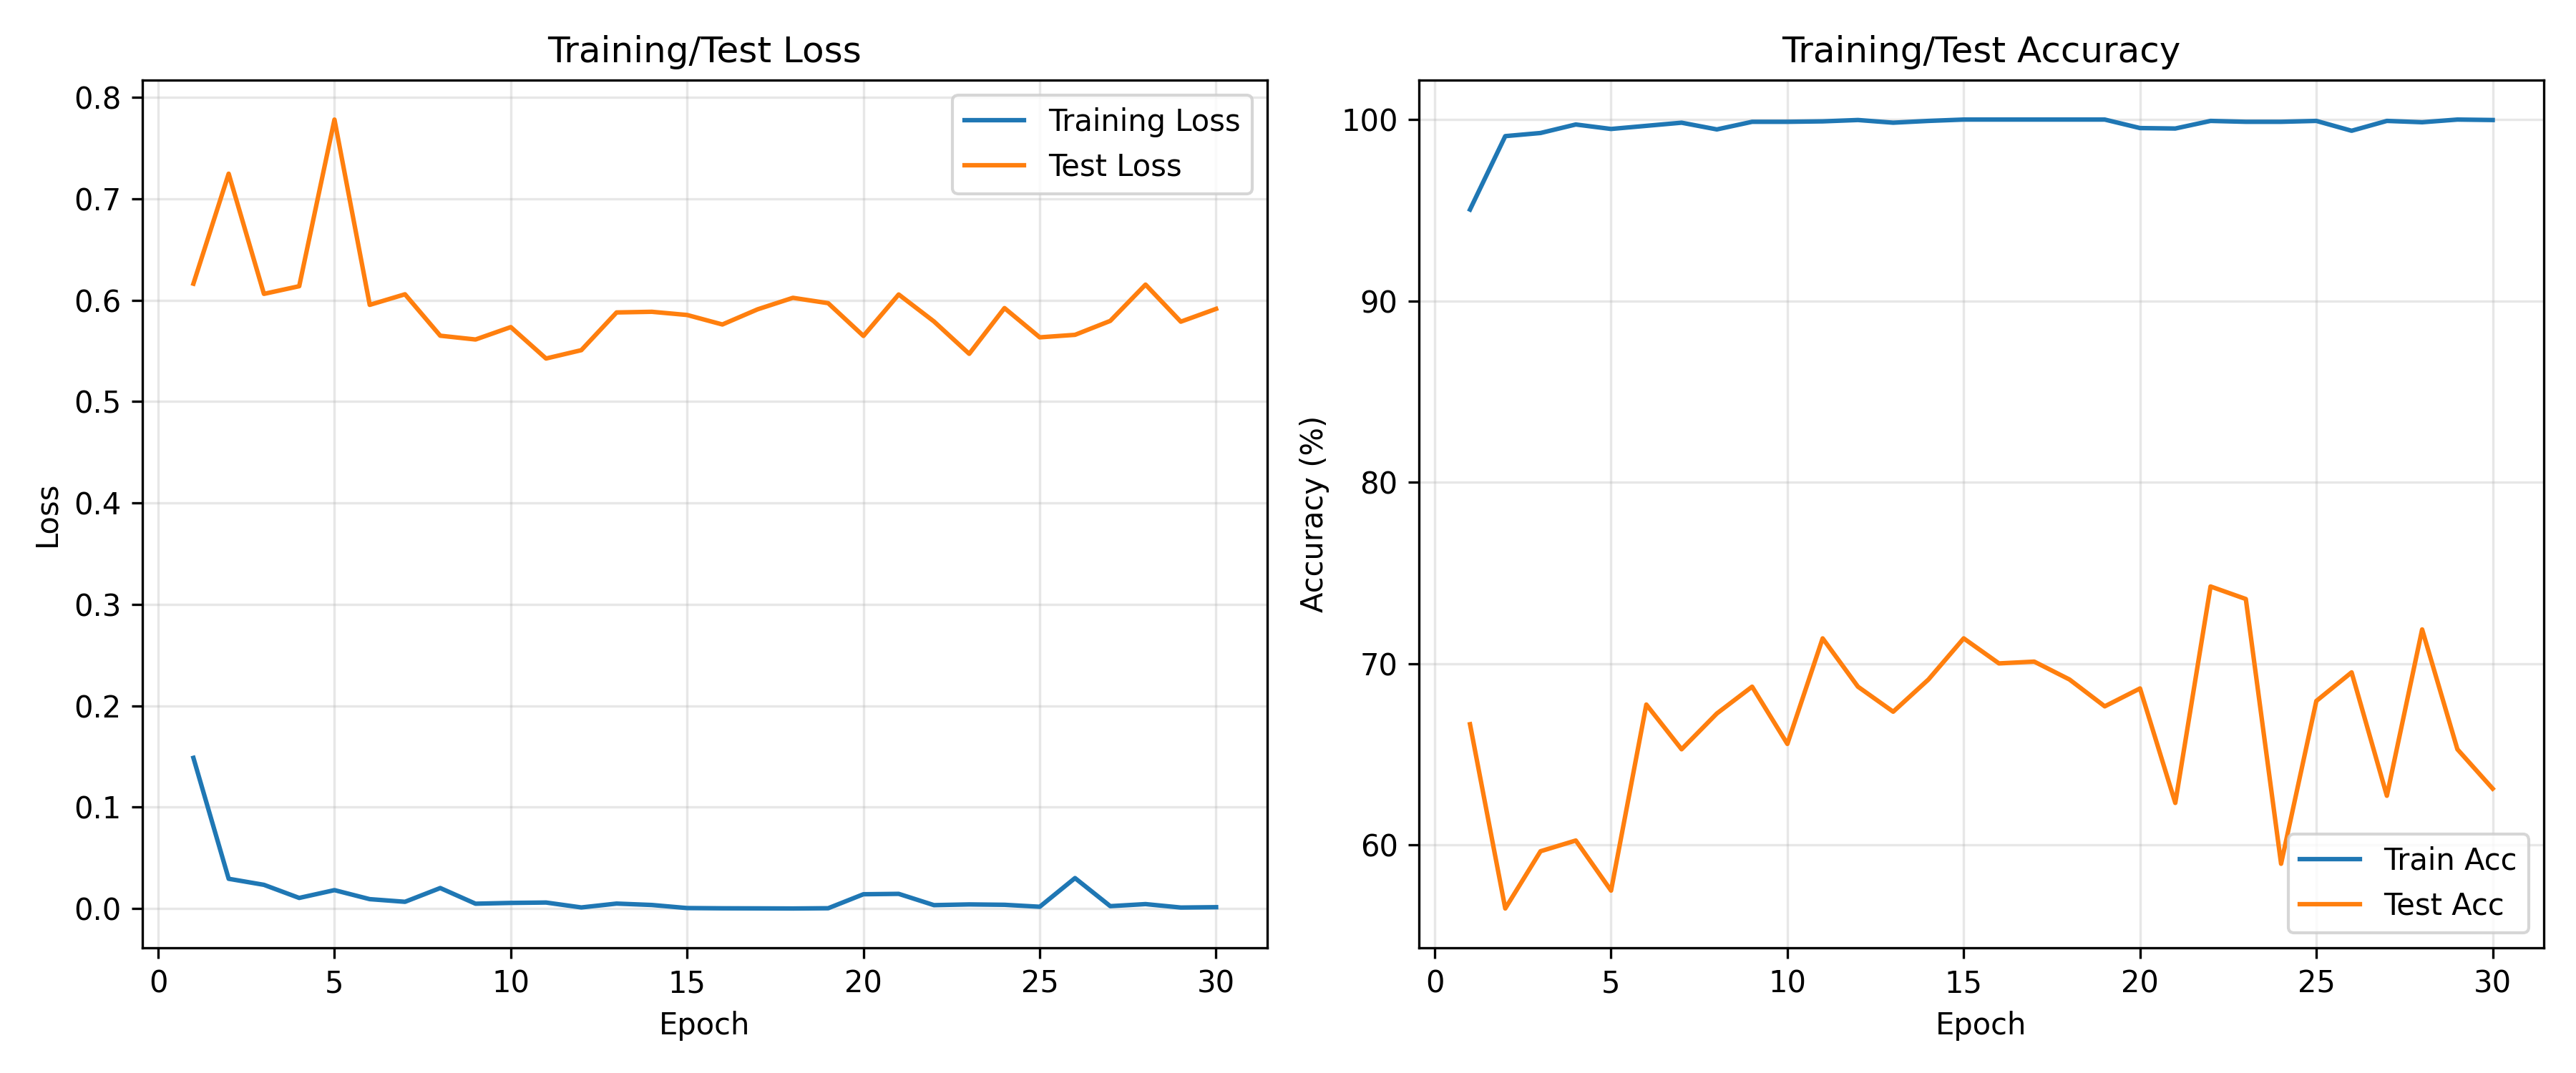 Training/Test Loss
0.8
0.7
0.6
0.5
0.4
0.3
0.2
0.1
0.0
Loss
0 5 10 15 20 25 30
Epoch
Training Loss
Test Loss
Training/Test Accuracy
100
90
80
70
60
Accuracy (%)
0 5 10 15 20 25 30
Epoch
Train Acc
Test Acc